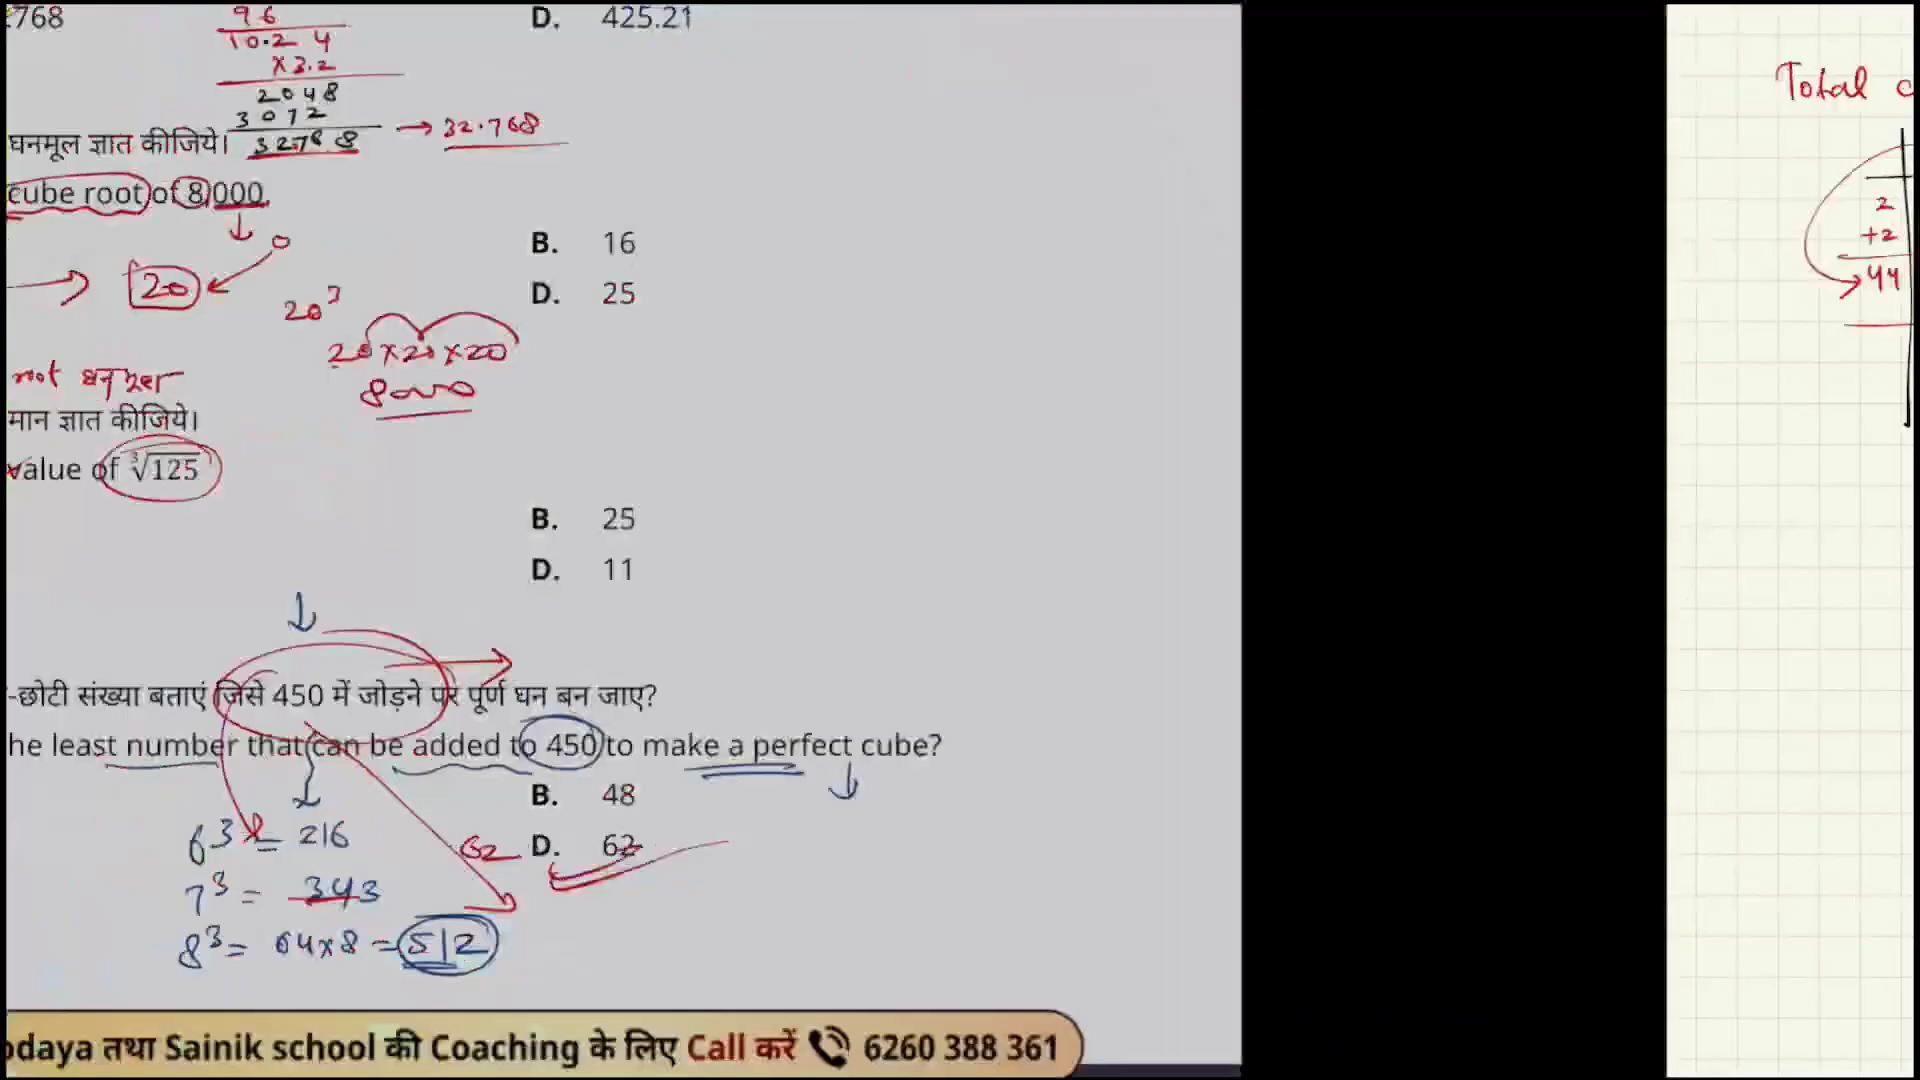 :768
D. 425.21
96
10.24
×3.2
2048
3072
32768 → 32.768
घनमूल ज्ञात कीजिये।
cube root of 8,000.
B. 16
20
D. 25
20³
20×20×20
8000
not
मान ज्ञात कीजिये।
value of ∛125
B. 25
D. 11
-छोटी संख्या बताएं जिसे 450 में जोड़ने पर पूर्ण घन बन जाए?
he least number that can be added to 450 to make a perfect cube?
B. 48
6³ = 216
62 D. 62
7³ = 343
8³ = 64×8 = 512
odaya तथा Sainik school की Coaching के लिए Call करें 6260 388 361
Total c
2
+2
44